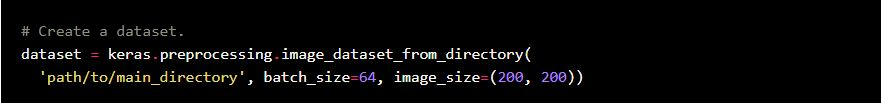 # Create a dataset.
dataset = keras.preprocessing.image_dataset_from_directory(
  'path/to/main_directory', batch_size=64, image_size=(200, 200))